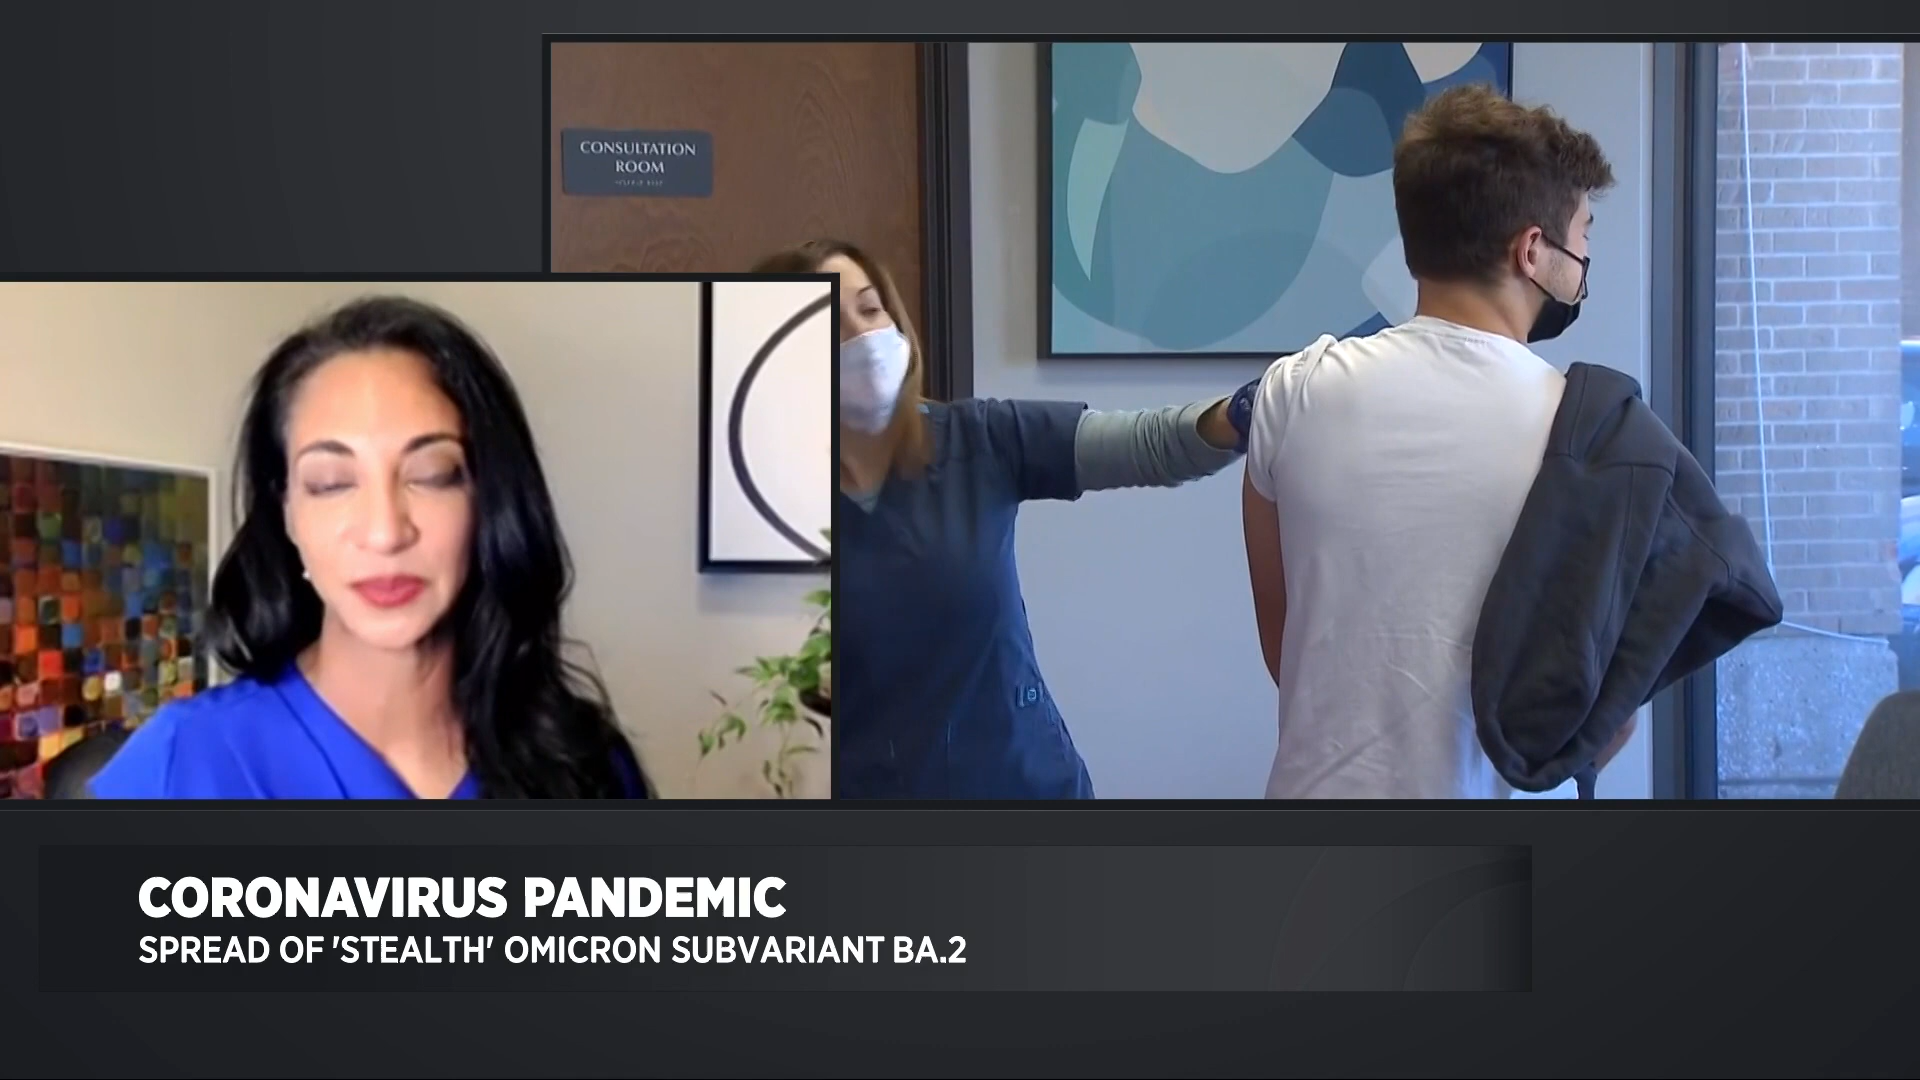 CONSULTATION
ROOM
CORONAVIRUS PANDEMIC
SPREAD OF 'STEALTH' OMICRON SUBVARIANT BA.2